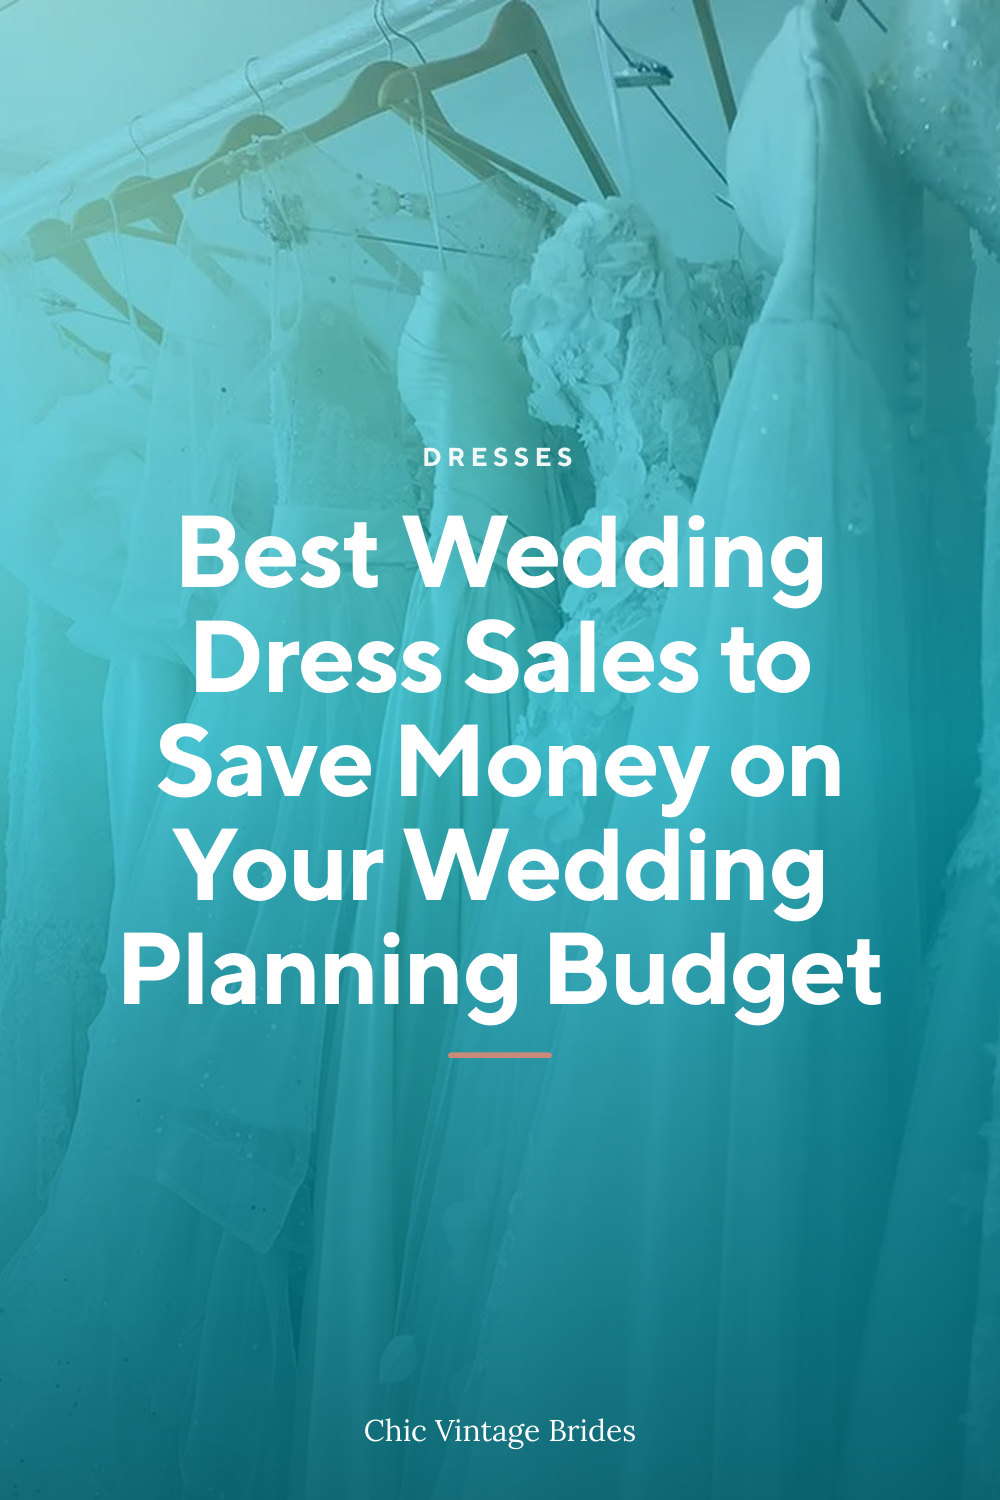 DRESSES
Best Wedding
Dress Sales to
Save Money on
Your Wedding
Planning Budget
Chic Vintage Brides